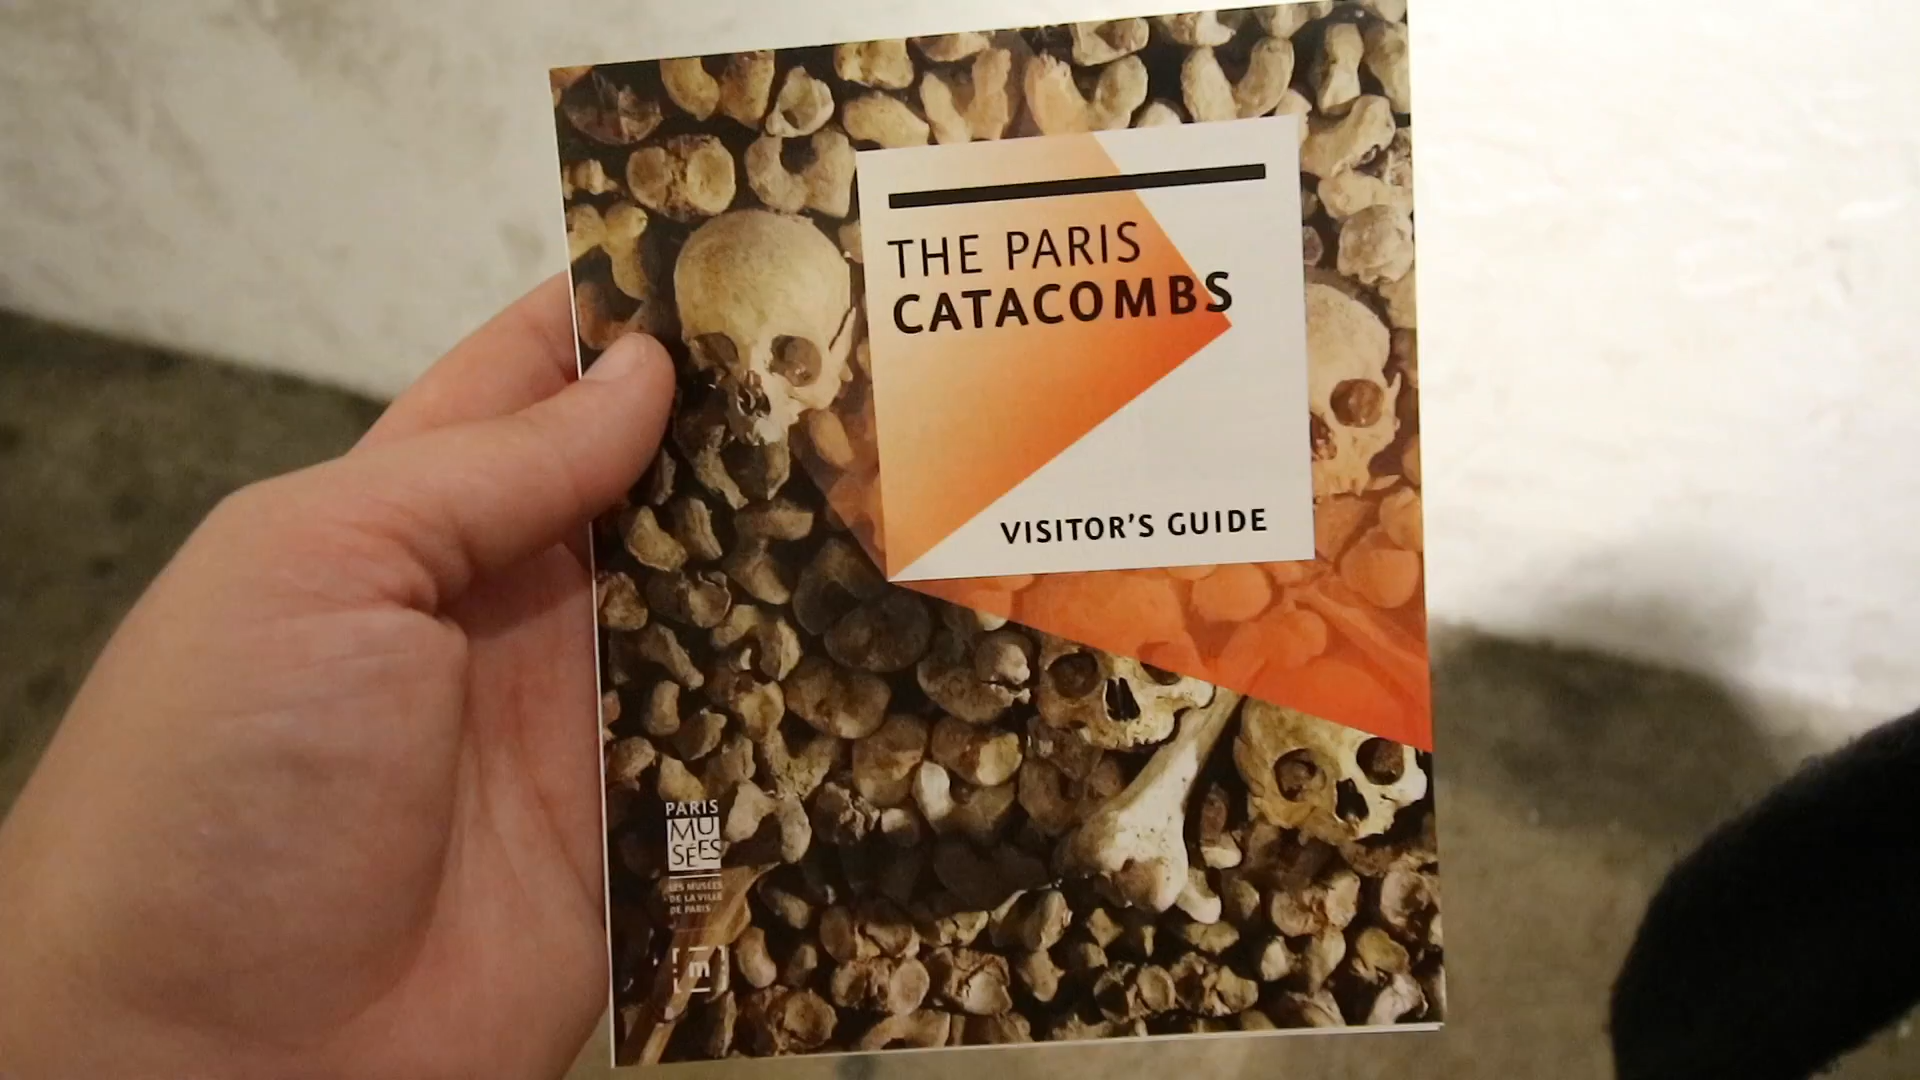 THE PARIS
CATACOMBS
VISITOR'S GUIDE
PARIS
MU
SÉES
LES MUSÉES
DE LA VILLE
DE PARIS